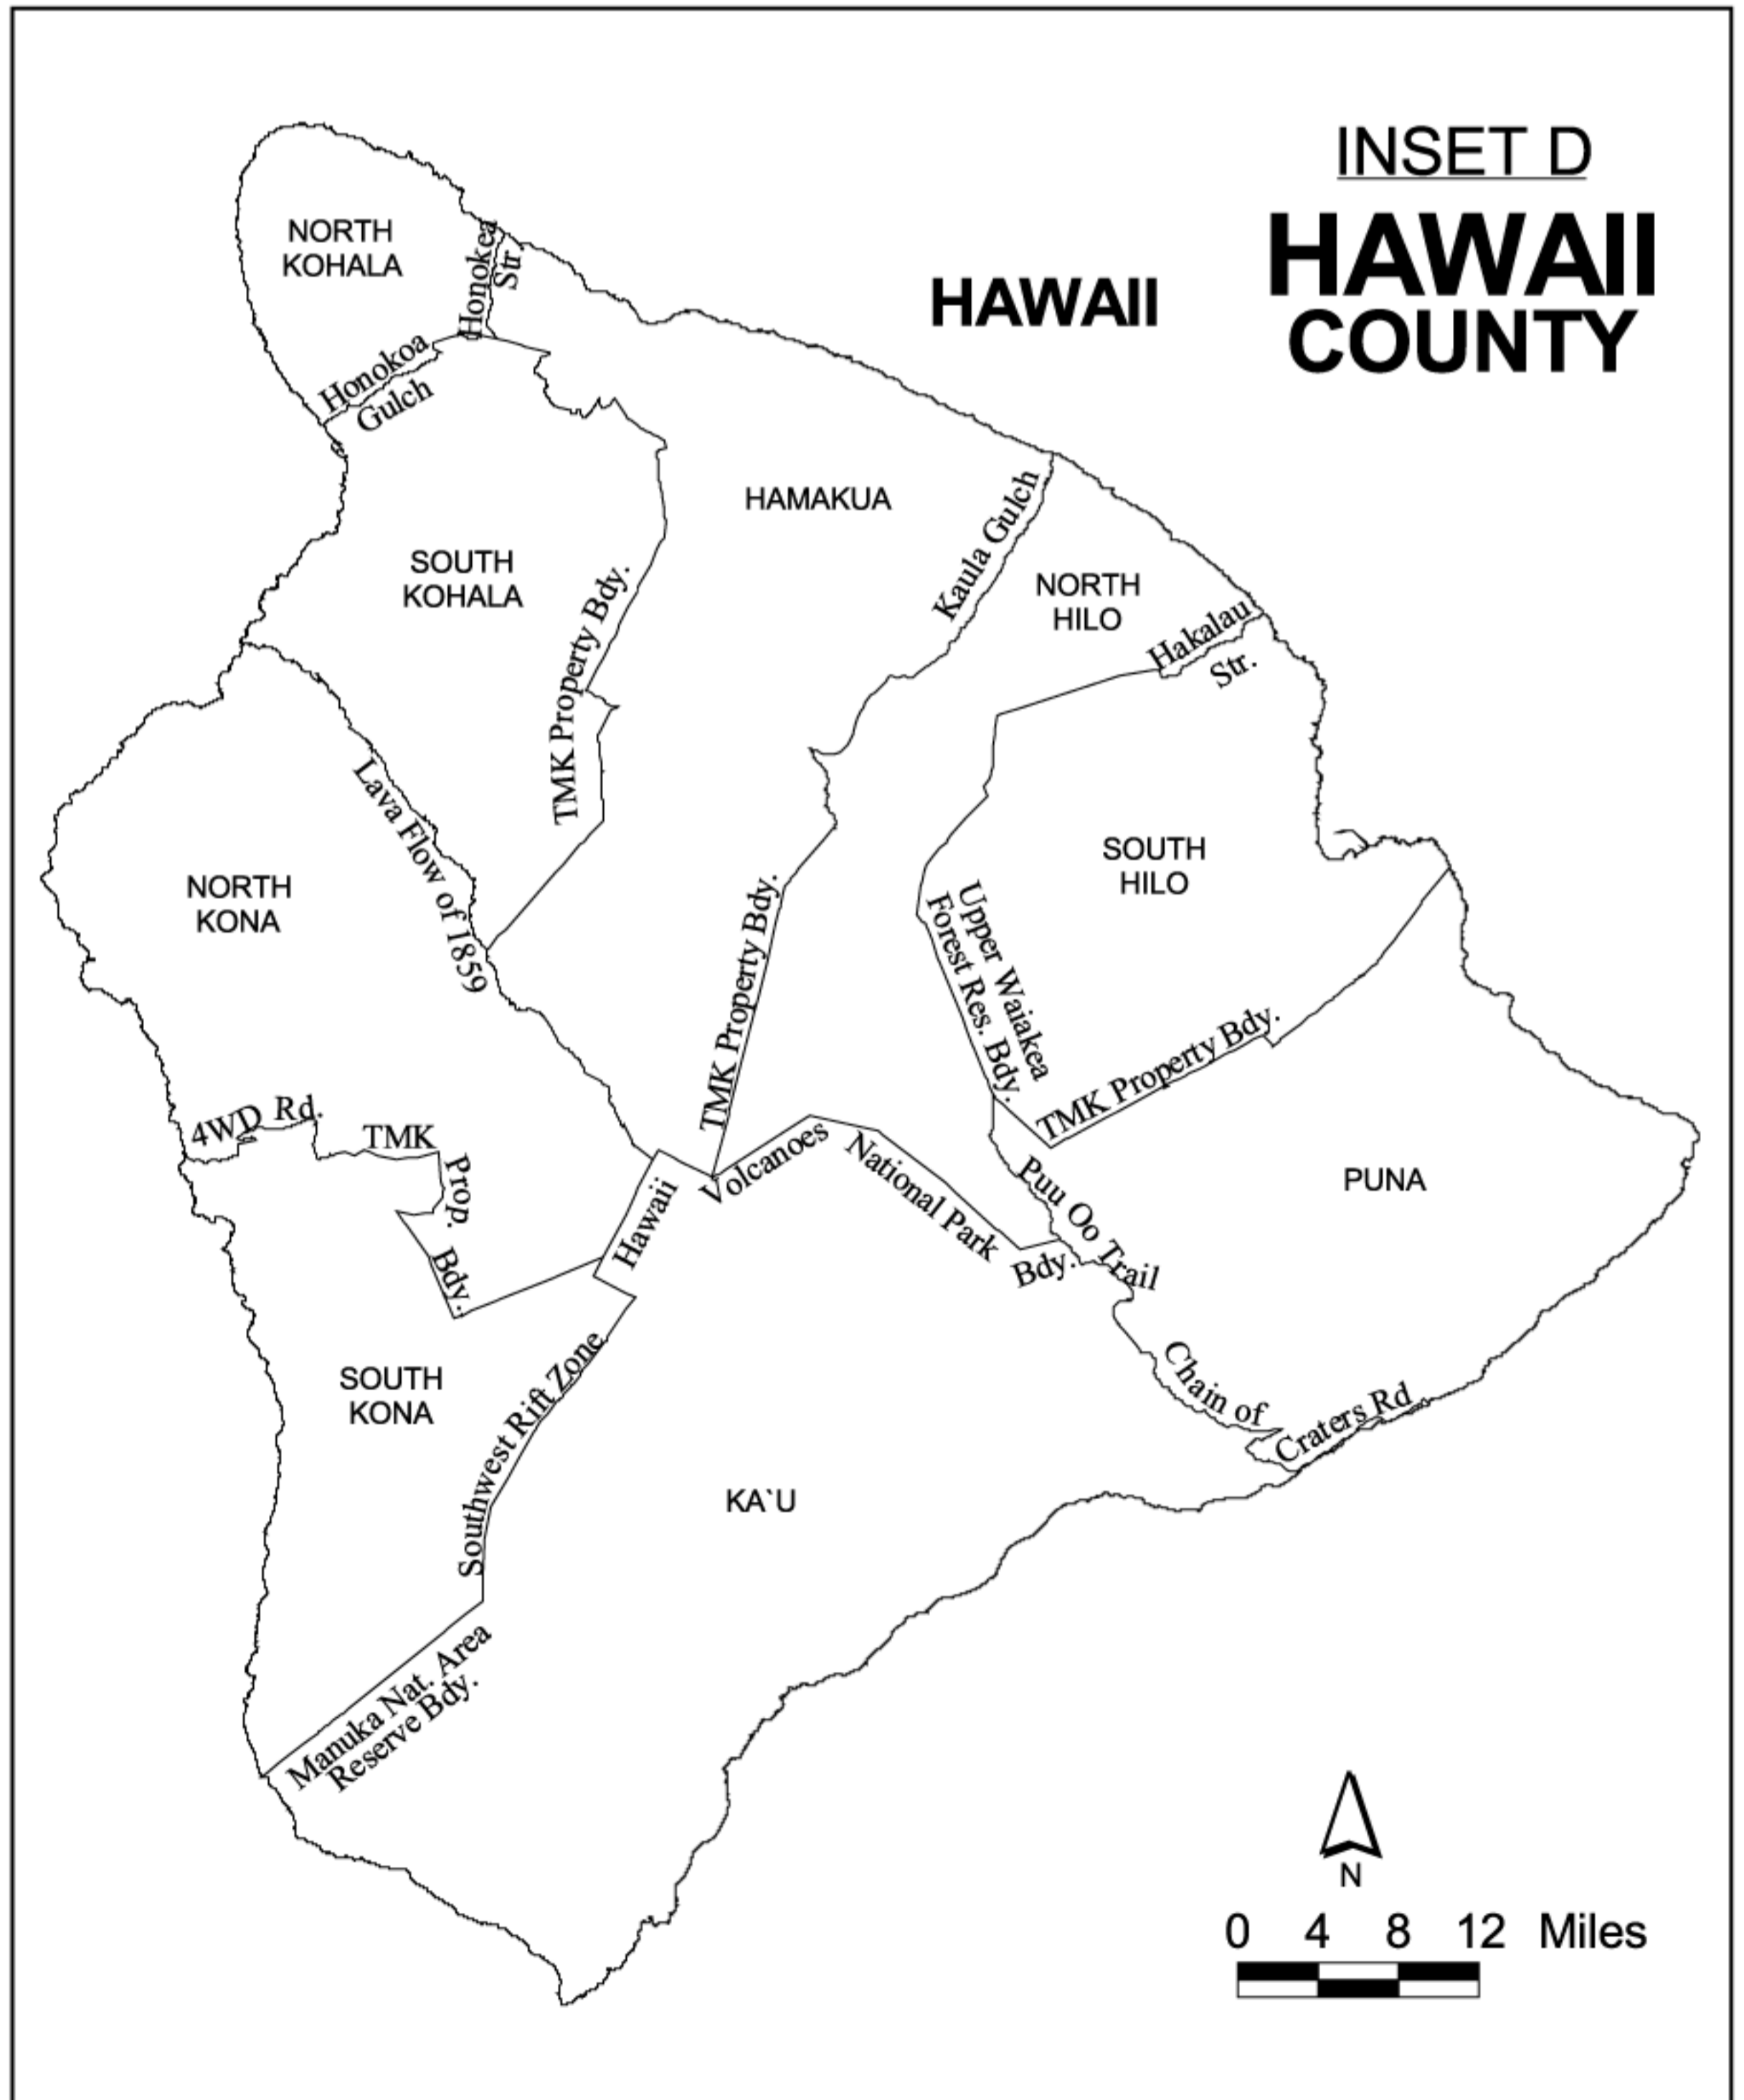 INSET D
HAWAII
COUNTY
HAWAII
NORTH
KOHALA
Honokea
Str.
Honokoa
Gulch
HAMAKUA
Kaula Gulch
SOUTH
KOHALA
NORTH
HILO
Hakalau
Str.
TMK Property Bdy.
Lava Flow of 1859
NORTH
KONA
SOUTH
HILO
TMK Property Bdy.
Upper Waiakea
Forest Res. Bdy.
TMK Property Bdy.
4WD Rd.
TMK
Prop.
Bdy.
Hawaii
Volcanoes
National Park
Bdy.
Puu Oo Trail
PUNA
Chain of
Craters Rd
SOUTH
KONA
Southwest Rift Zone
KA`U
Manuka Nat. Area
Reserve Bdy.
N
0 4 8 12 Miles